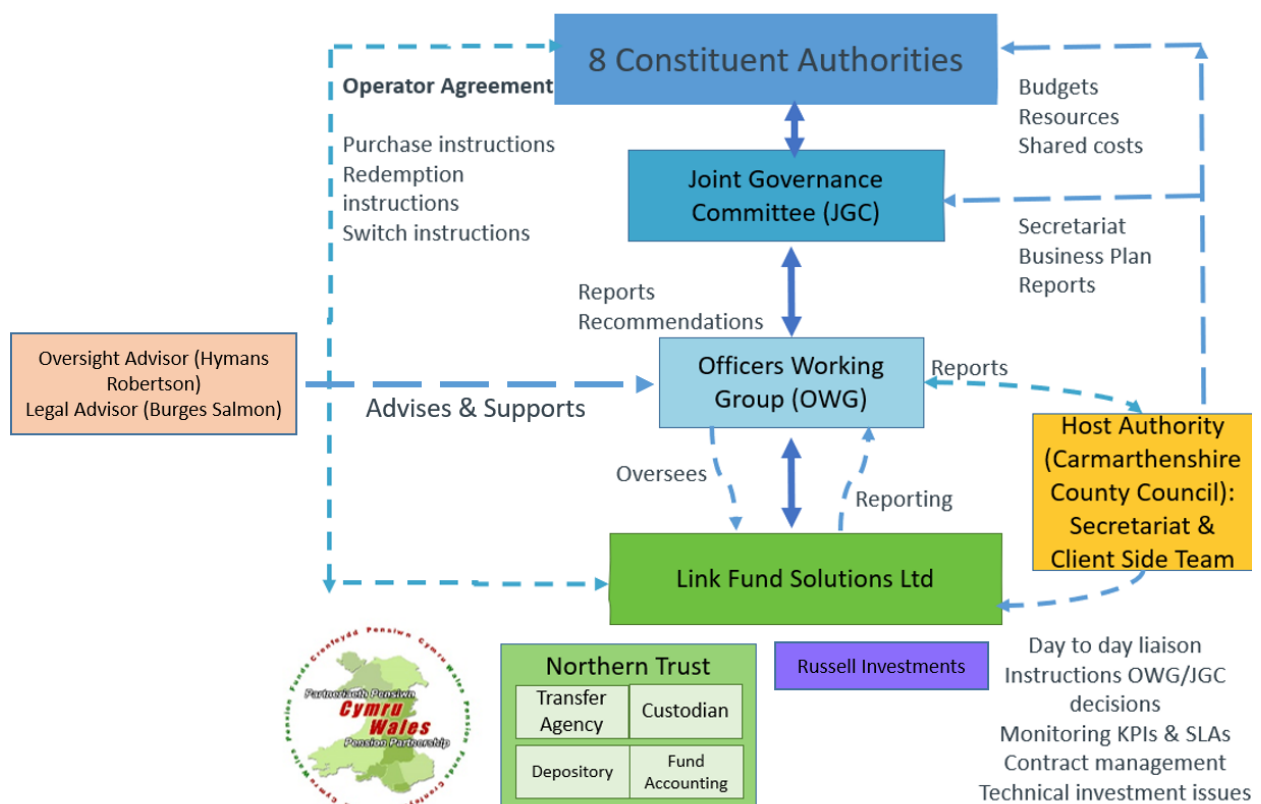 8 Constituent Authorities
Operator Agreement
Purchase instructions
Redemption
instructions
Switch instructions
Budgets
Resources
Shared costs
Joint Governance
Committee (JGC)
Secretariat
Business Plan
Reports
Reports
Recommendations
Oversight Advisor (Hymans
Robertson)
Legal Advisor (Burges Salmon)
Advises & Supports
Officers Working
Group (OWG)
Reports
Host Authority
(Carmarthenshire
County Council):
Secretariat &
Client Side Team
Oversees
Reporting
Link Fund Solutions Ltd
Partneriaeth Pensiwn
Cymru
Wales
Pension Partnership
Northern Trust
Transfer
Agency
Custodian
Depository
Fund
Accounting
Russell Investments
Day to day liaison
Instructions OWG/JGC
decisions
Monitoring KPIs & SLAs
Contract management
Technical investment issues